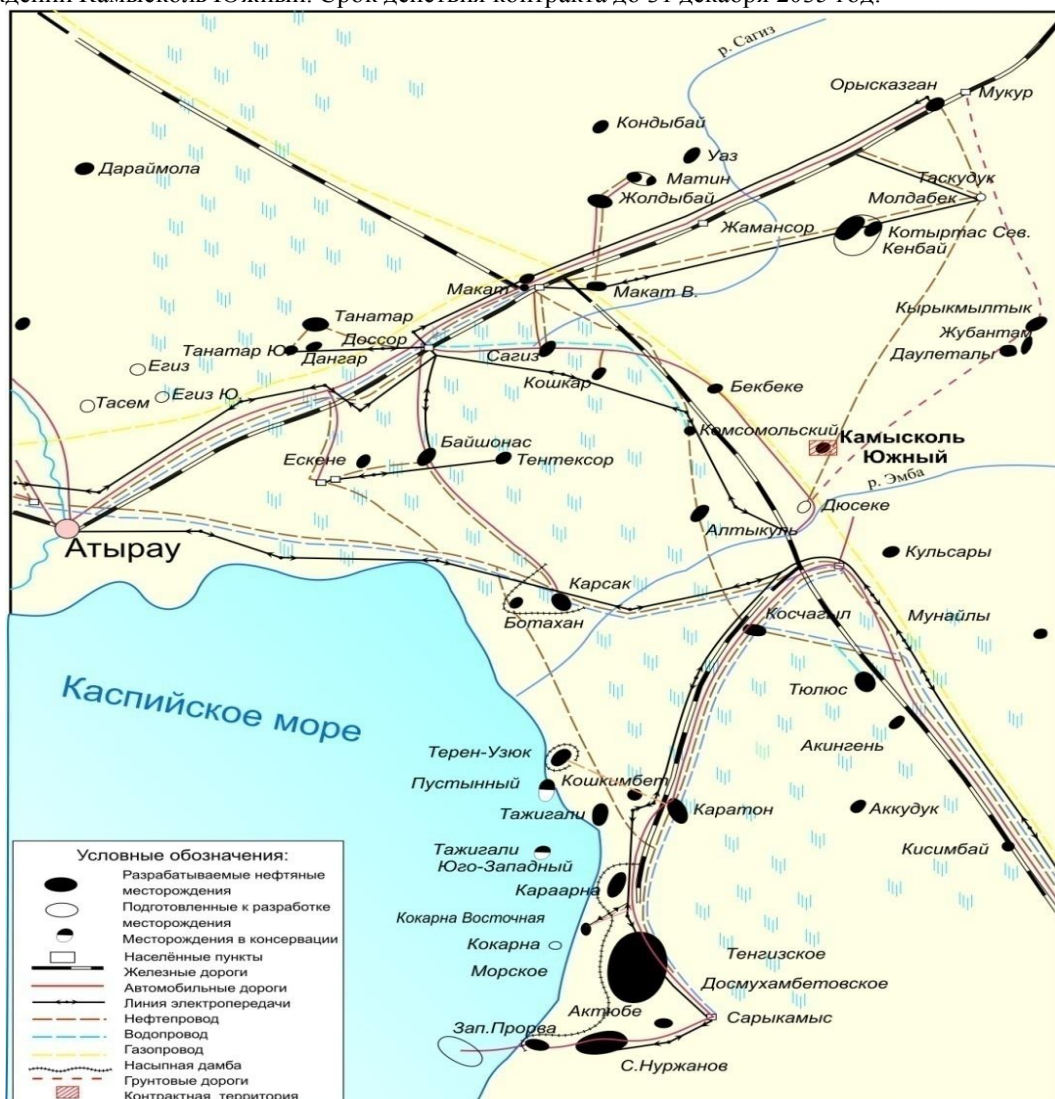 Камысколь Южный. Срок действия контракта до 31 декабря 2035 год.
р. Сагиз
Орысказган
Мукур
Кондыбай
Уаз
Дараймола
Матин
Жолдыбай
Таскудук
Молдабек
Жамансор
Котыртас Сев.
Кенбай
Макат
Макат В.
Кырыкмылтык
Жубантам
Даулеталы
Танатар
Доссор
Танатар Ю
Дангар
Сагиз
Кошкар
Егиз
Егиз Ю.
Тасем
Бекбеке
Комсомольский
Камысколь
Южный
Байшонас
Ескене
Тентексор
р. Эмба
Дюсеке
Алтыкуль
Атырау
Кульсары
Карсак
Ботахан
Косчагыл
Мунайлы
Каспийское море
Тюлюс
Акингень
Терен-Узюк
Пустынный
Кошкимбет
Тажигали
Каратон
Аккудук
Кисимбай
Тажигали
Юго-Западный
Караарна
Кокарна Восточная
Кокарна
Морское
Тенгизское
Досмухамбетовское
Актюбе
Сарыкамыс
Зап.Прорва
С.Нуржанов
Условные обозначения:
Разрабатываемые нефтяные
месторождения
Подготовленные к разработке
месторождения
Месторождения в консервации
Населённые пункты
Железные дороги
Автомобильные дороги
Линия электропередачи
Нефтепровод
Водопровод
Газопровод
Насыпная дамба
Грунтовые дороги
Контрактная территория